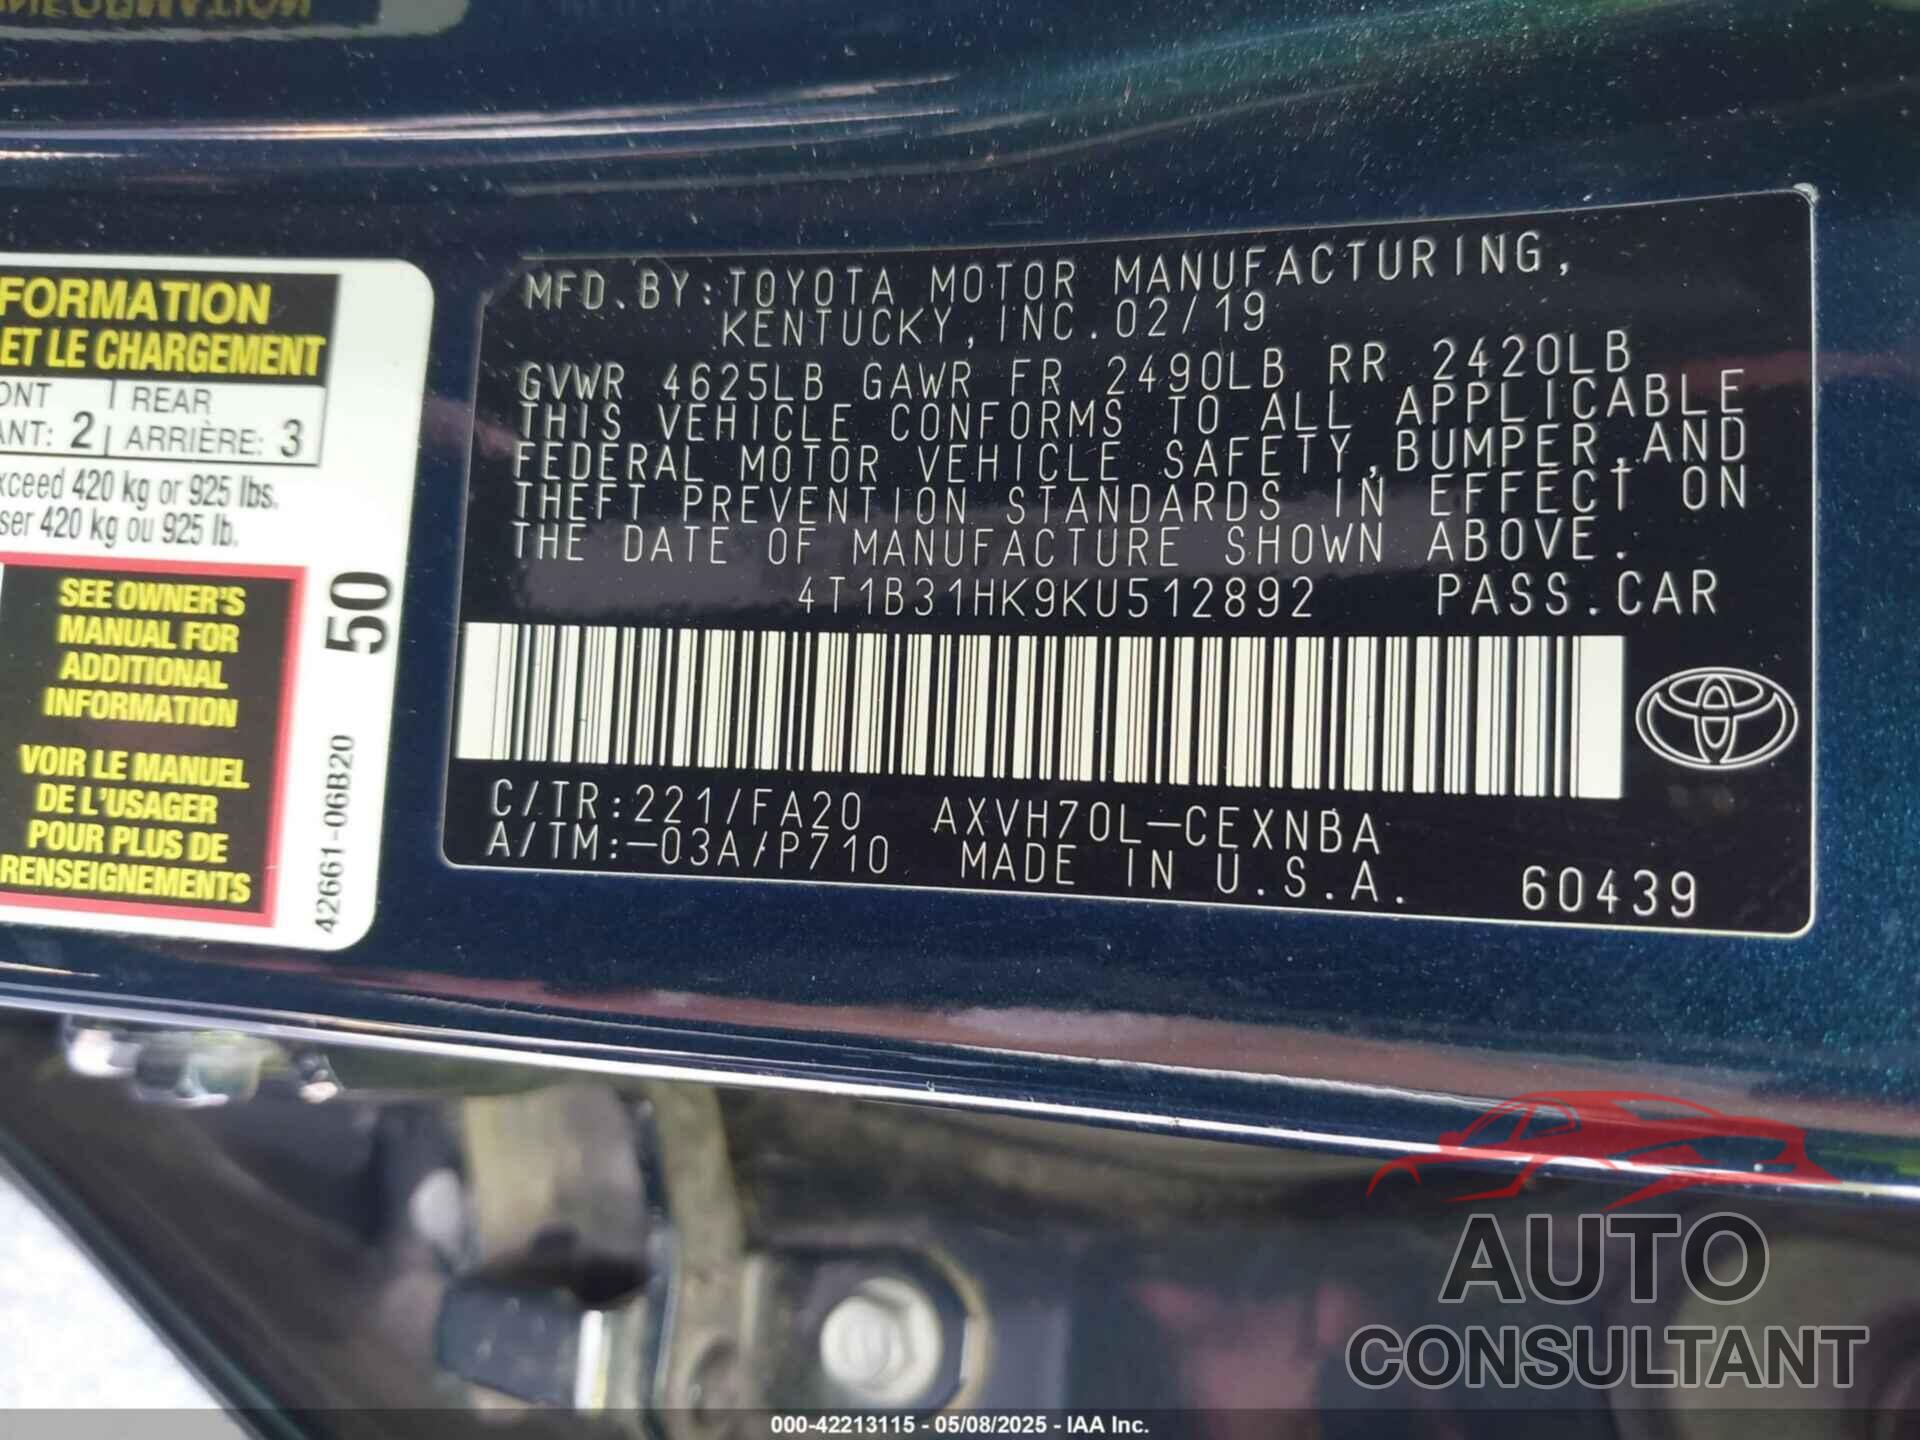 FORMATION
ET LE CHARGEMENT
ONT REAR
ANT: 2 ARRIÈRE: 3
xceed 420 kg or 925 lbs.
ser 420 kg ou 925 lb.
SEE OWNER'S
MANUAL FOR
ADDITIONAL
INFORMATION
VOIR LE MANUEL
DE L'USAGER
POUR PLUS DE
RENSEIGNEMENTS
50
42661-06B20
MFD.BY:TOYOTA MOTOR MANUFACTURING,
KENTUCKY,INC.02/19
GVWR 4625LB GAWR FR 2490LB RR 2420LB
THIS VEHICLE CONFORMS TO ALL APPLICABLE
FEDERAL MOTOR VEHICLE SAFETY,BUMPER,AND
THEFT PREVENTION STANDARDS IN EFFECT ON
THE DATE OF MANUFACTURE SHOWN ABOVE.
4T1B31HK9KU512892 PASS.CAR
C/TR:221/FA20 AXVH70L-CEXNBA
A/TM:-03A/P710 MADE IN U.S.A. 60439
AUTO
CONSULTANT
000-42213115 - 05/08/2025 - IAA Inc.